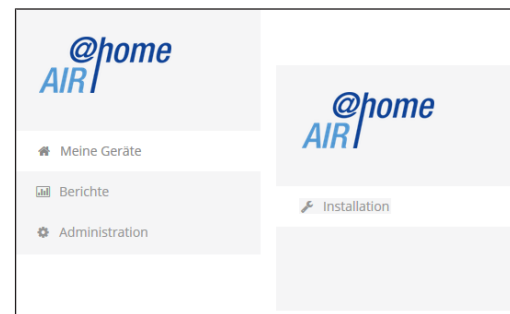 @home
AIR
Meine Geräte
Berichte
Administration
@home
AIR
Installation